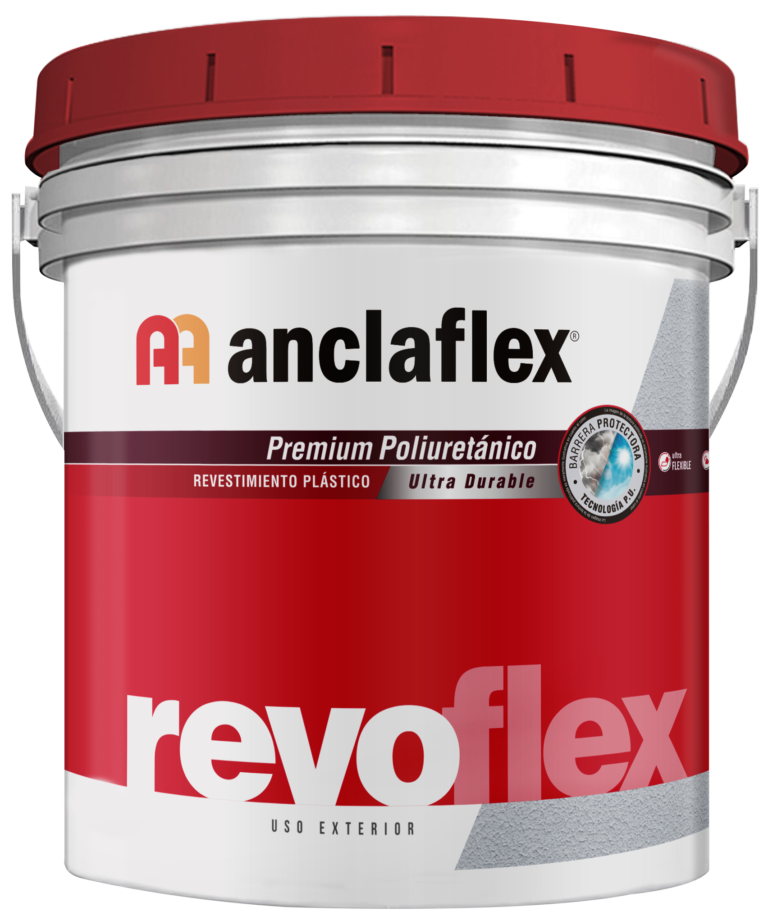 anclaflex®
Premium Poliuretánico
REVESTIMIENTO PLÁSTICO
Ultra Durable
BARRERA PROTECTORA
TECNOLOGÍA P.U.
ultra
FLEXIBLE
revoflex
USO EXTERIOR